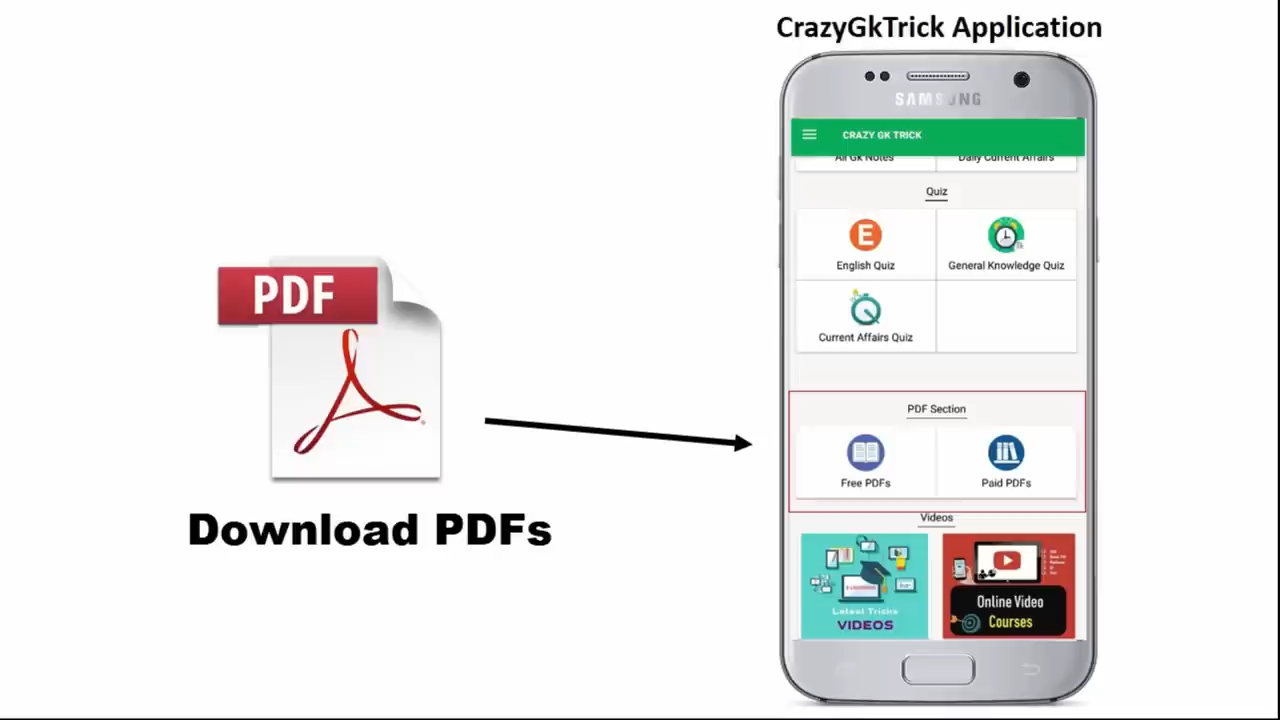 CrazyGkTrick Application
SAMSUNG
CRAZY GK TRICK
All Gk Notes
Daily Current Affairs
Quiz
English Quiz
General Knowledge Quiz
Current Affairs Quiz
PDF Section
Free PDFs
Paid PDFs
Videos
Latest Tricks
VIDEOS
Online Video
Courses
PDF
Download PDFs